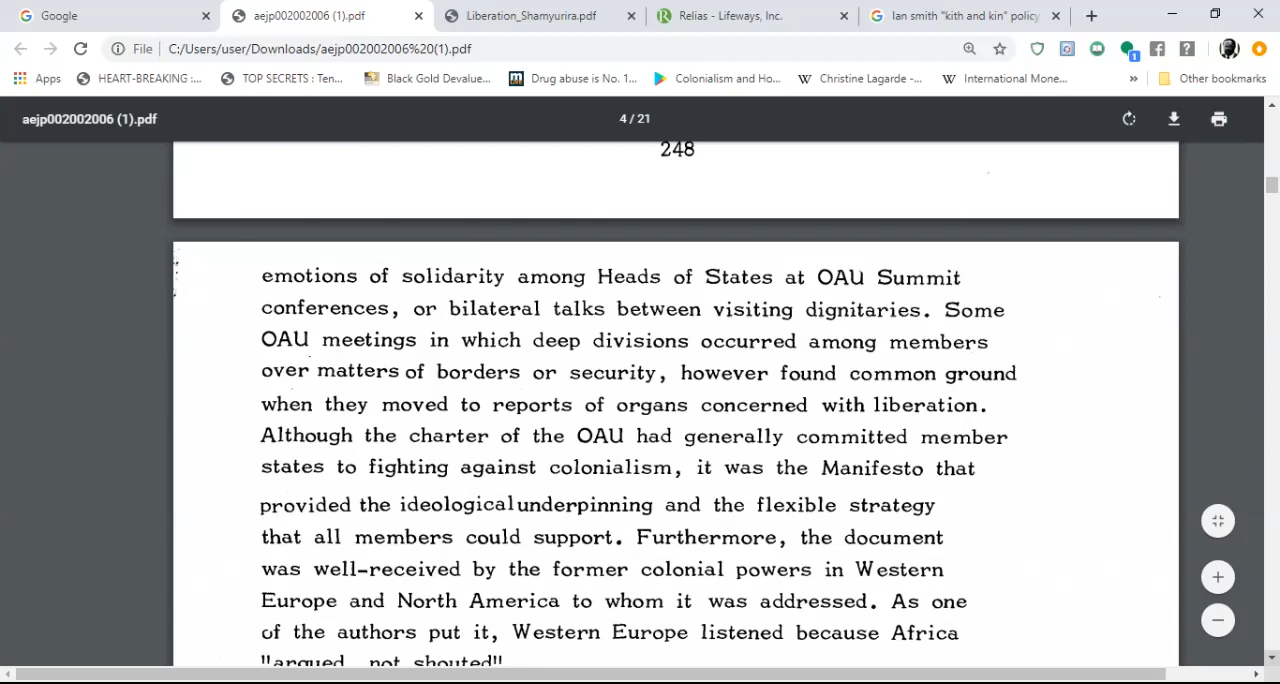 Google
aejp002002006 (1).pdf
Liberation_Shamyurira.pdf
Relias - Lifeways, Inc.
Ian smith "kith and kin" policy
File
C:/Users/user/Downloads/aejp002002006%20(1).pdf
1
Apps
HEART-BREAKING :...
TOP SECRETS : Ten...
Black Gold Devalue...
Drug abuse is No. 1...
Colonialism and Ho...
Christine Lagarde -...
International Mone...
»
Other bookmarks
aejp002002006 (1).pdf
4 / 21
248
emotions of solidarity among Heads of States at OAU Summit
conferences, or bilateral talks between visiting dignitaries. Some
OAU meetings in which deep divisions occurred among members
over matters of borders or security, however found common ground
when they moved to reports of organs concerned with liberation.
Although the charter of the OAU had generally committed member
states to fighting against colonialism, it was the Manifesto that
provided the ideological underpinning and the flexible strategy
that all members could support. Furthermore, the document
was well-received by the former colonial powers in Western
Europe and North America to whom it was addressed. As one
of the authors put it, Western Europe listened because Africa
"argued not shouted"